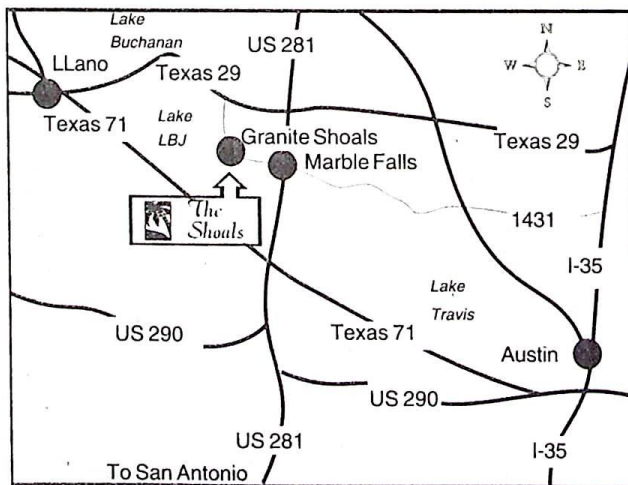 Lake
Buchanan
US 281
N
W E
S
LLano
Texas 29
Texas 71
Lake
LBJ
Granite Shoals
Marble Falls
Texas 29
The
Shoals
1431
I-35
Lake
Travis
US 290
Texas 71
Austin
US 290
US 281
I-35
To San Antonio